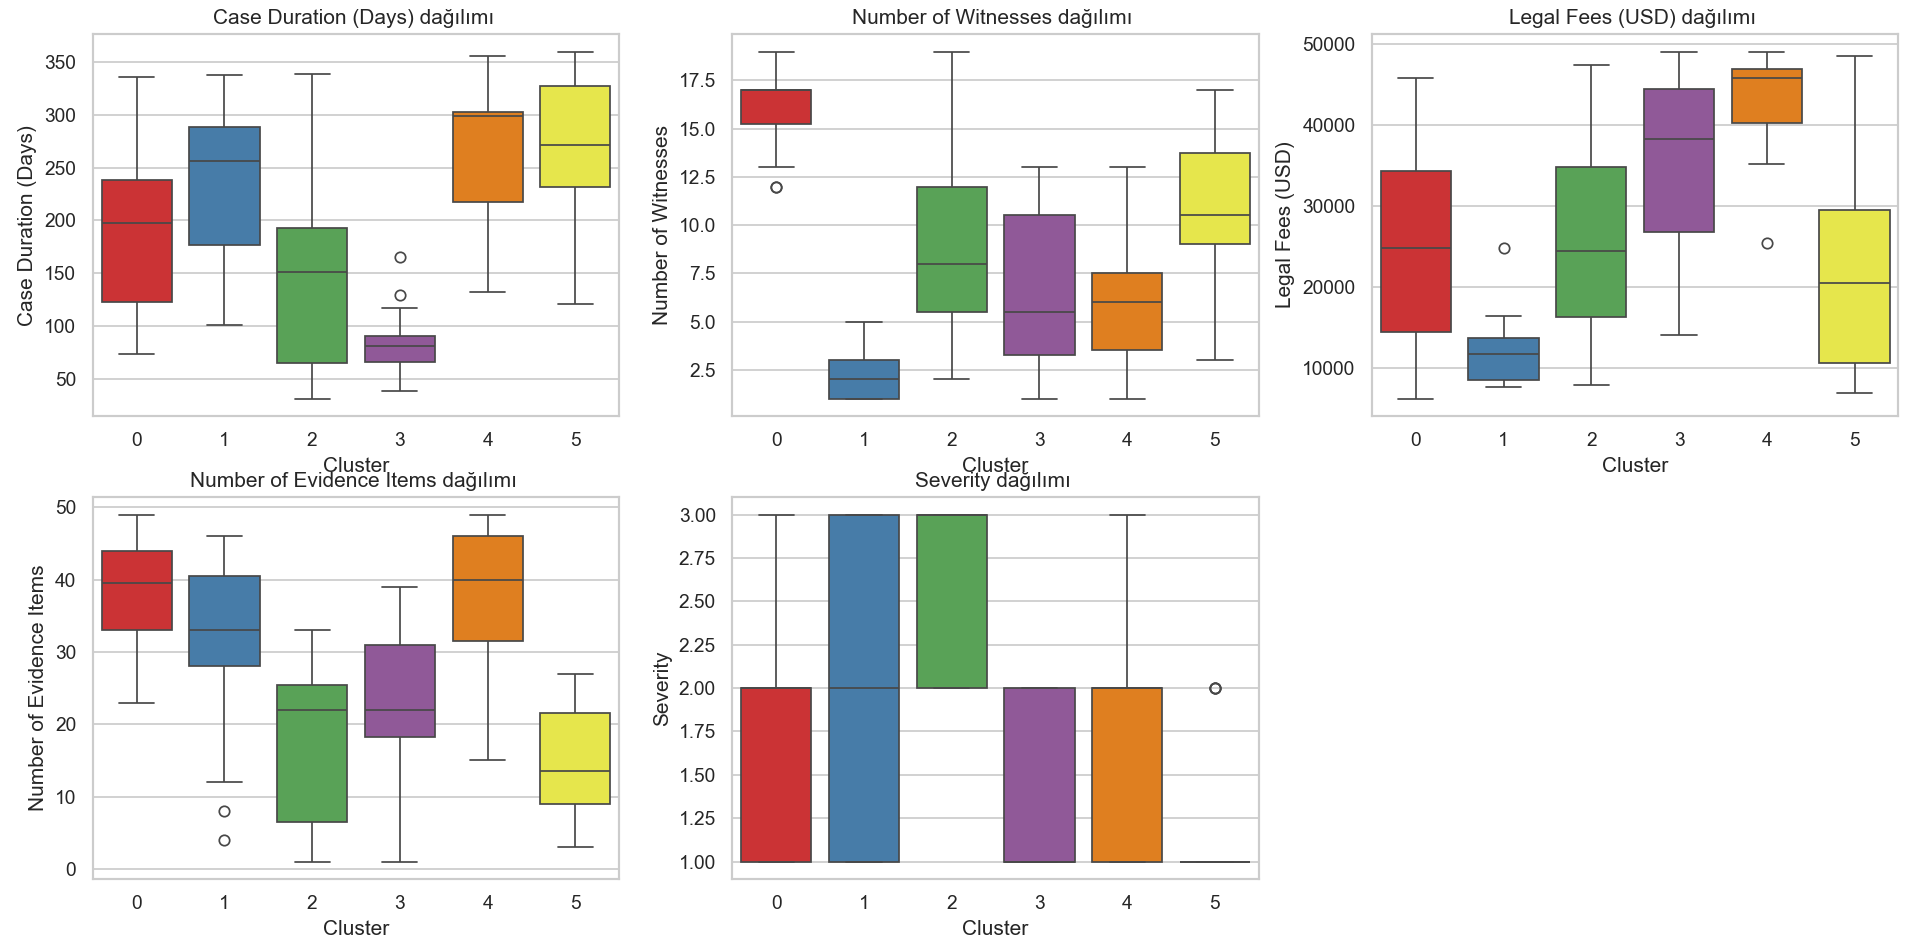 Case Duration (Days) dağılımı
Case Duration (Days)
350
300
250
200
150
100
50
0 1 2 3 4 5
Cluster
Number of Witnesses dağılımı
Number of Witnesses
17.5
15.0
12.5
10.0
7.5
5.0
2.5
0 1 2 3 4 5
Cluster
Legal Fees (USD) dağılımı
Legal Fees (USD)
50000
40000
30000
20000
10000
0 1 2 3 4 5
Cluster
Number of Evidence Items dağılımı
Number of Evidence Items
50
40
30
20
10
0
0 1 2 3 4 5
Cluster
Severity dağılımı
Severity
3.00
2.75
2.50
2.25
2.00
1.75
1.50
1.25
1.00
0 1 2 3 4 5
Cluster